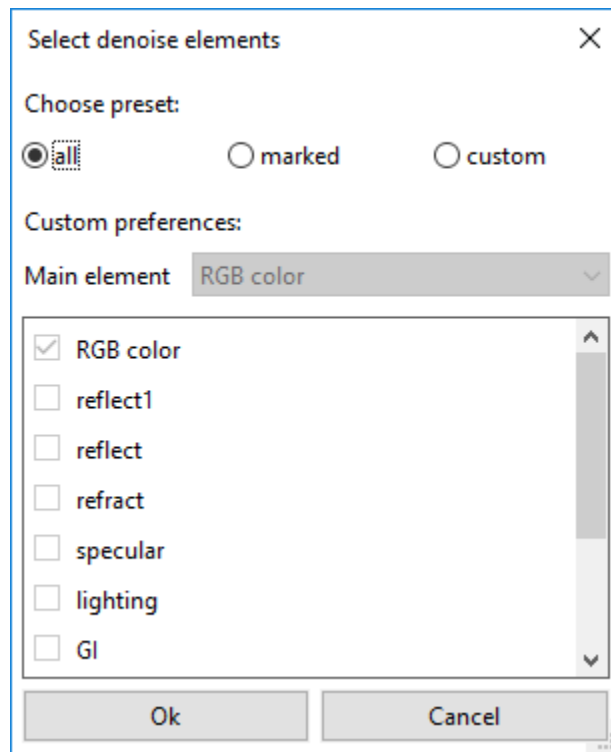 Select denoise elements
Choose preset:
all marked custom
Custom preferences:
Main element RGB color
RGB color
reflect1
reflect
refract
specular
lighting
GI
Ok Cancel